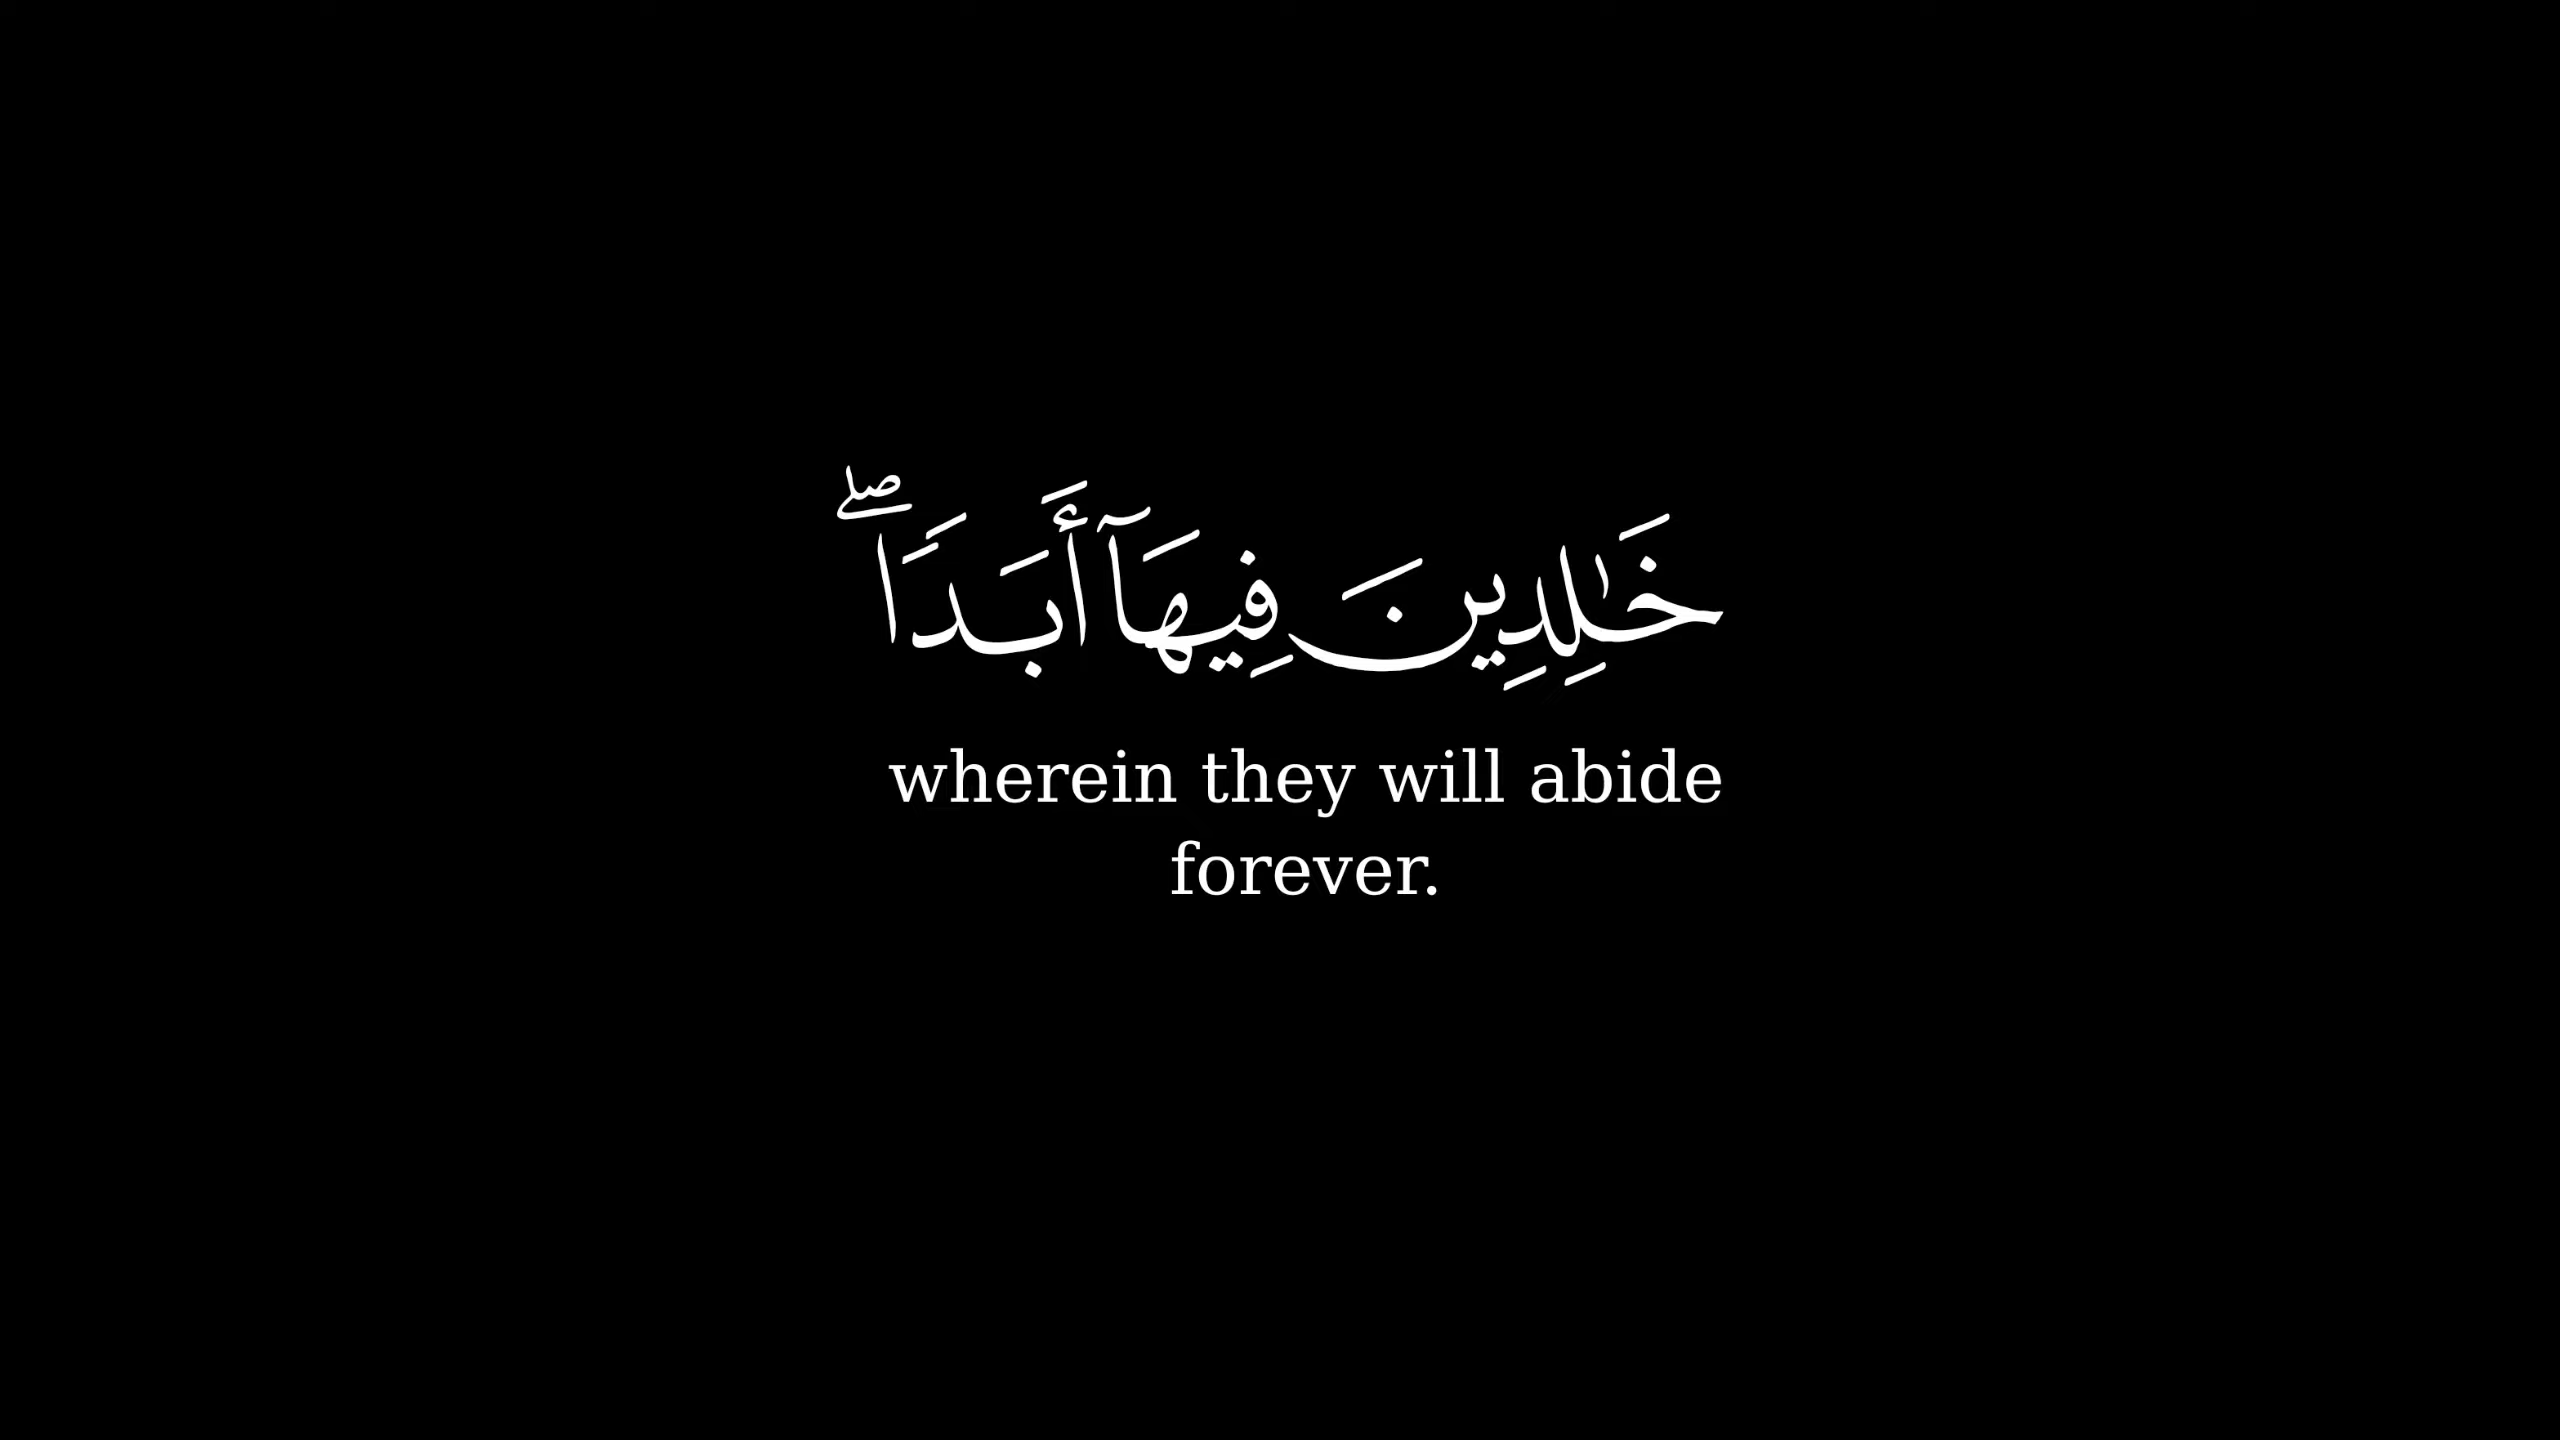 خَـٰلِدِينَ فِيهَآ أَبَدًا ۖ
wherein they will abide
forever.